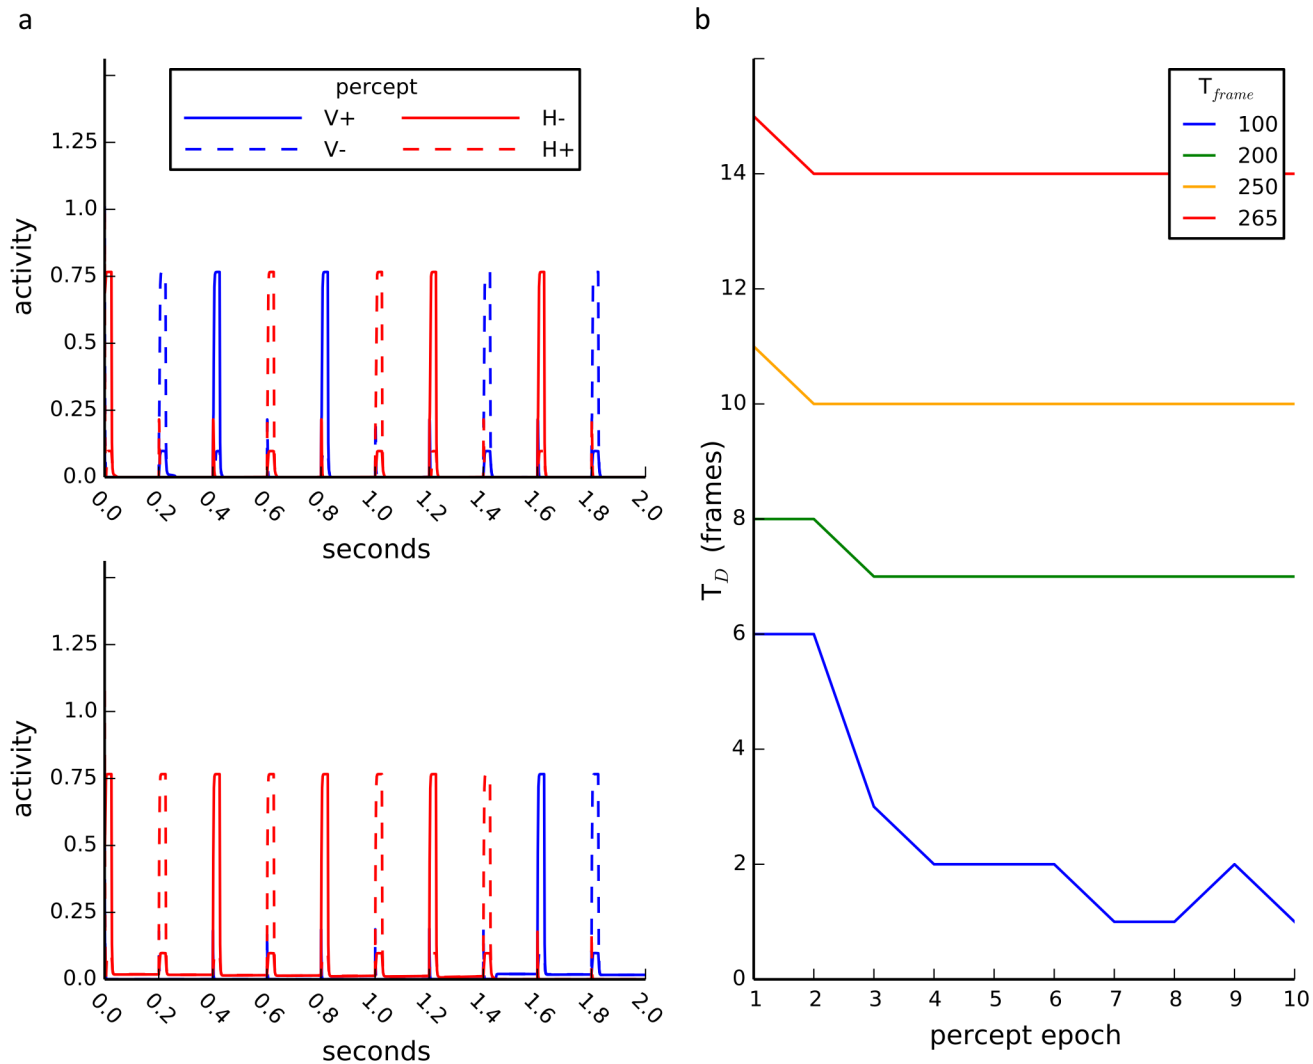 a
percept
V+ H-
V- H+
1.25
1.0
0.75
0.5
0.25
0.0
activity
0.0 0.2 0.4 0.6 0.8 1.0 1.2 1.4 1.6 1.8 2.0
seconds
1.25
1.0
0.75
0.5
0.25
0.0
activity
0.0 0.2 0.4 0.6 0.8 1.0 1.2 1.4 1.6 1.8 2.0
seconds
b
T_frame
100
200
250
265
14
12
10
8
6
4
2
0
T_D (frames)
1 2 3 4 5 6 7 8 9 10
percept epoch